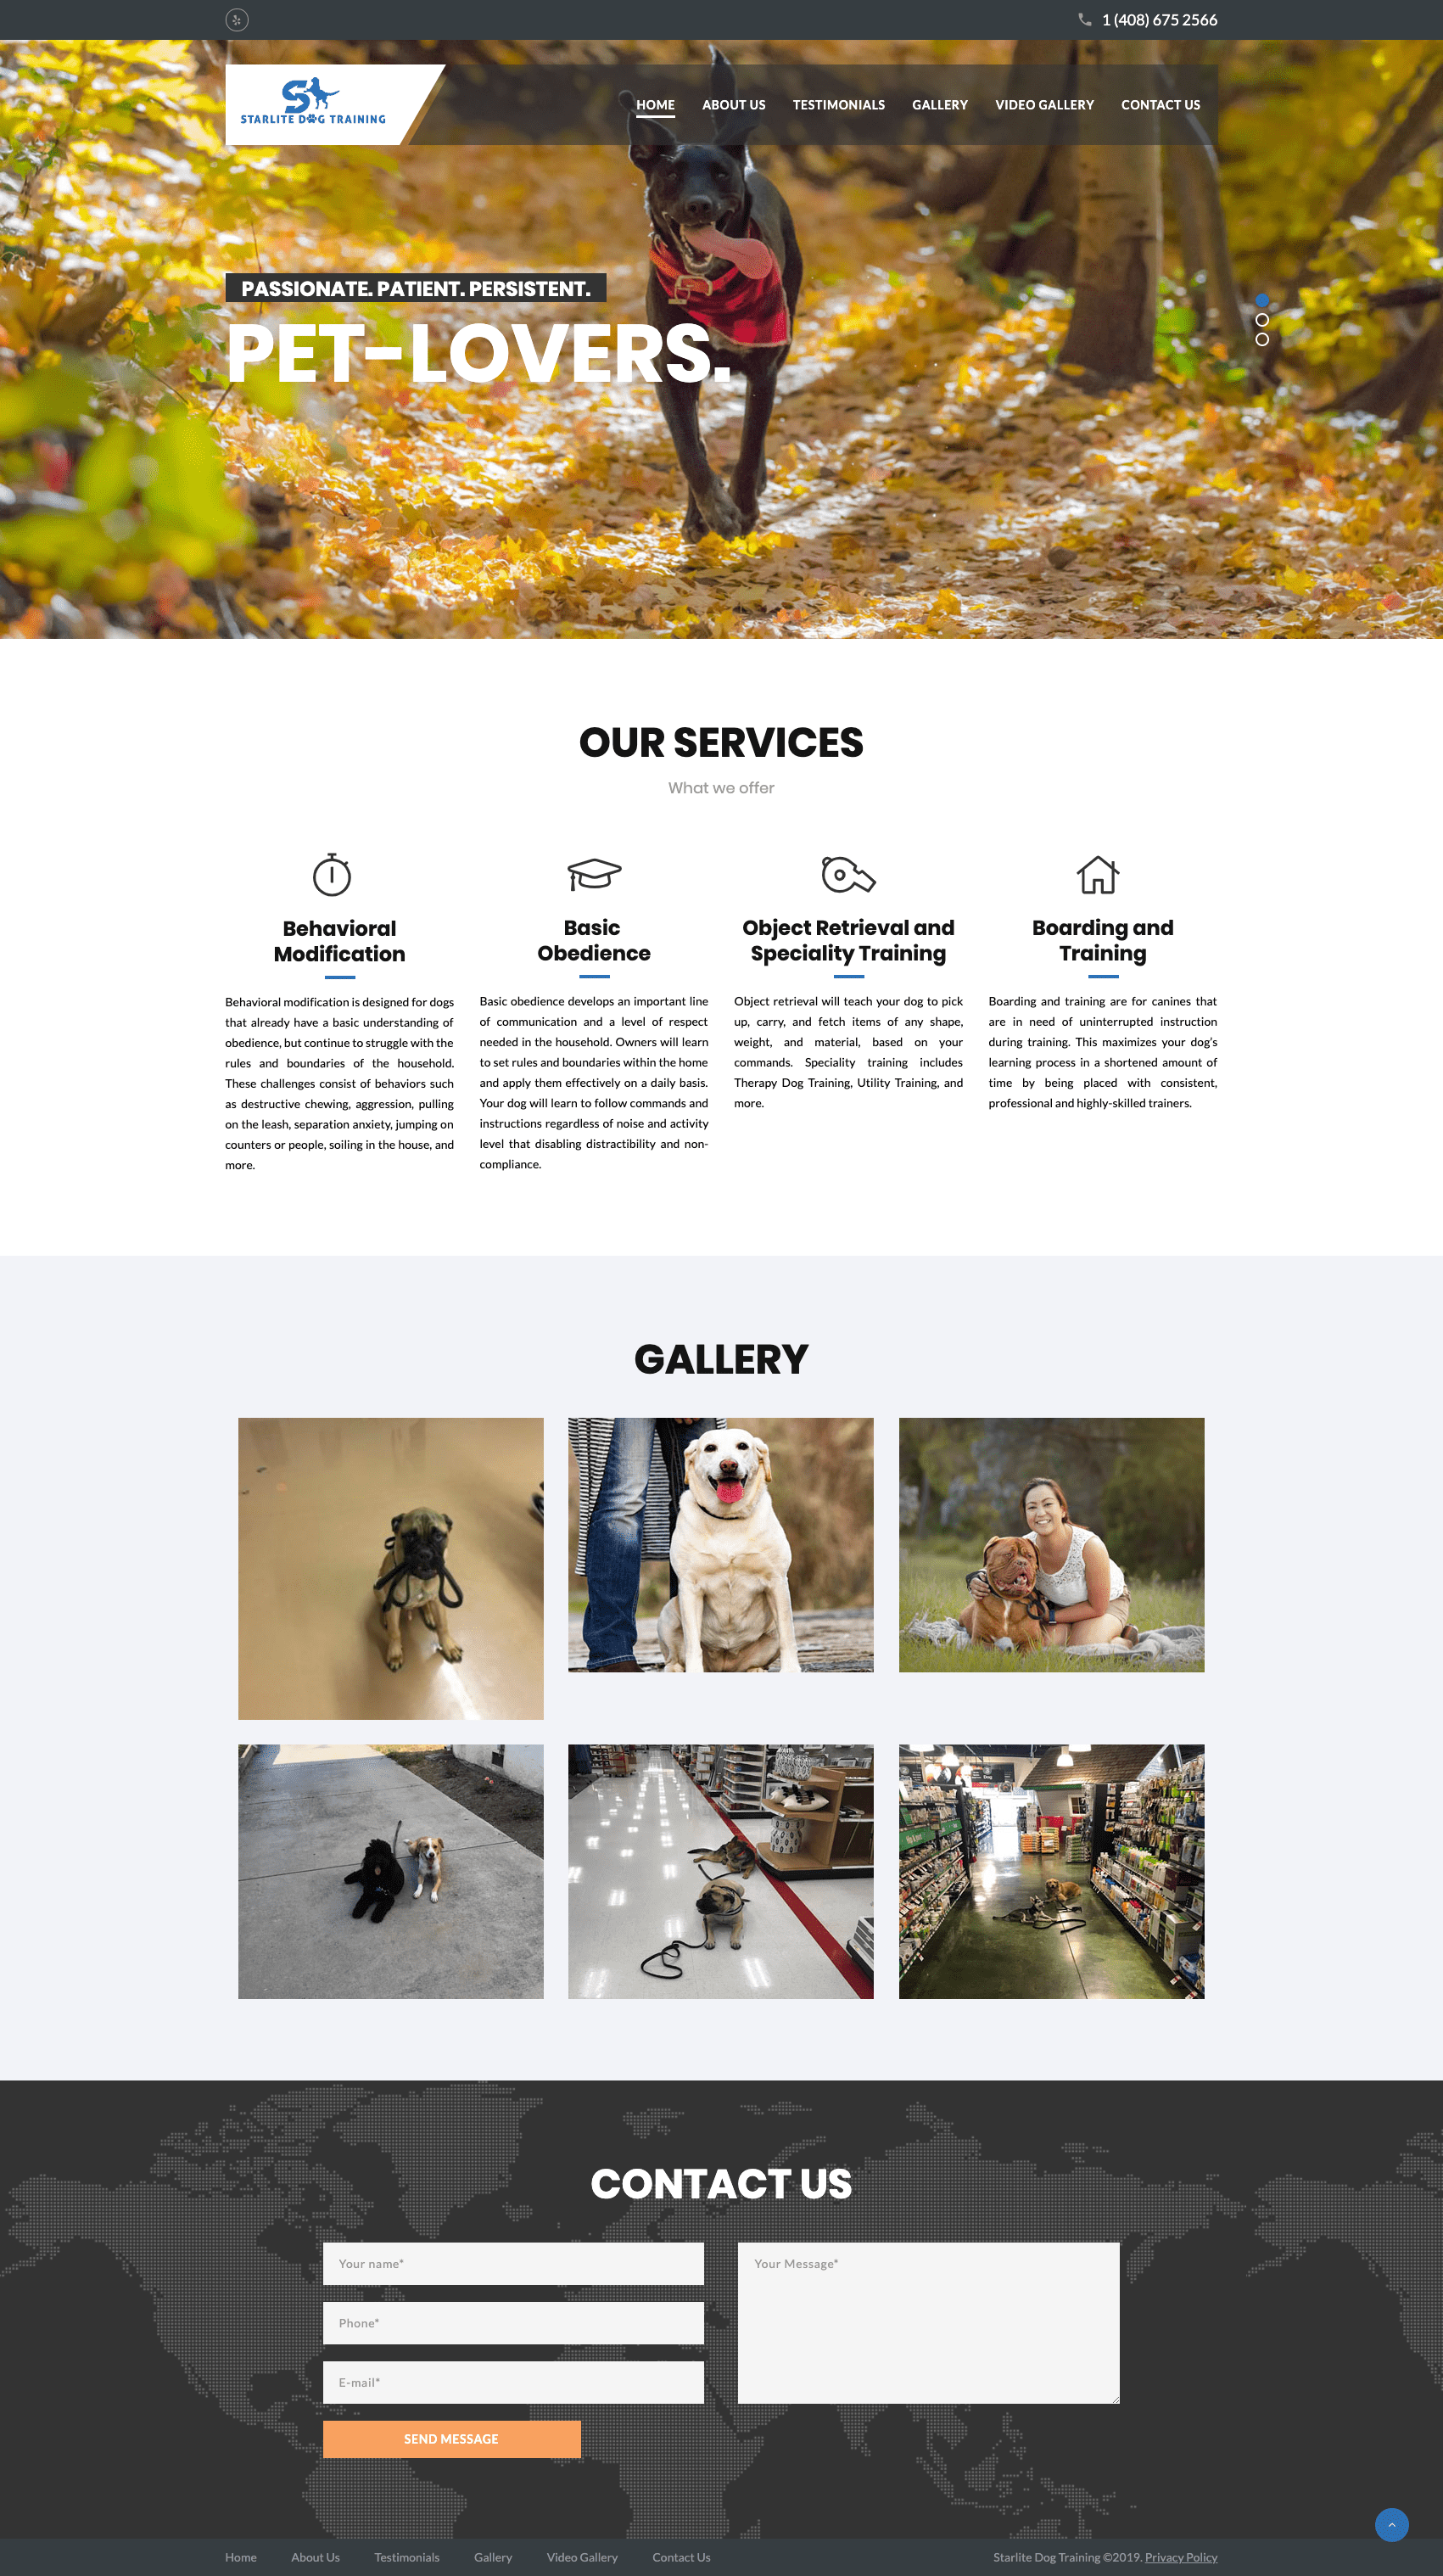 1 (408) 675 2566
STARLITE DOG TRAINING
HOME ABOUT US TESTIMONIALS GALLERY VIDEO GALLERY CONTACT US
PASSIONATE. PATIENT. PERSISTENT.
PET-LOVERS.
OUR SERVICES
What we offer
Behavioral
Modification
Behavioral modification is designed for dogs
that already have a basic understanding of
obedience, but continue to struggle with the
rules and boundaries of the household.
These challenges consist of behaviors such
as destructive chewing, aggression, pulling
on the leash, separation anxiety, jumping on
counters or people, soiling in the house, and
more.
Basic
Obedience
Basic obedience develops an important line
of communication and a level of respect
needed in the household. Owners will learn
to set rules and boundaries within the home
and apply them effectively on a daily basis.
Your dog will learn to follow commands and
instructions regardless of noise and activity
level that disabling distractibility and non-
compliance.
Object Retrieval and
Speciality Training
Object retrieval will teach your dog to pick
up, carry, and fetch items of any shape,
weight, and material, based on your
commands. Speciality training includes
Therapy Dog Training, Utility Training, and
more.
Boarding and
Training
Boarding and training are for canines that
are in need of uninterrupted instruction
during training. This maximizes your dog’s
learning process in a shortened amount of
time by being placed with consistent,
professional and highly-skilled trainers.
GALLERY
CONTACT US
Your name*
Phone*
E-mail*
Your Message*
SEND MESSAGE
Home About Us Testimonials Gallery Video Gallery Contact Us
Starlite Dog Training ©2019. Privacy Policy